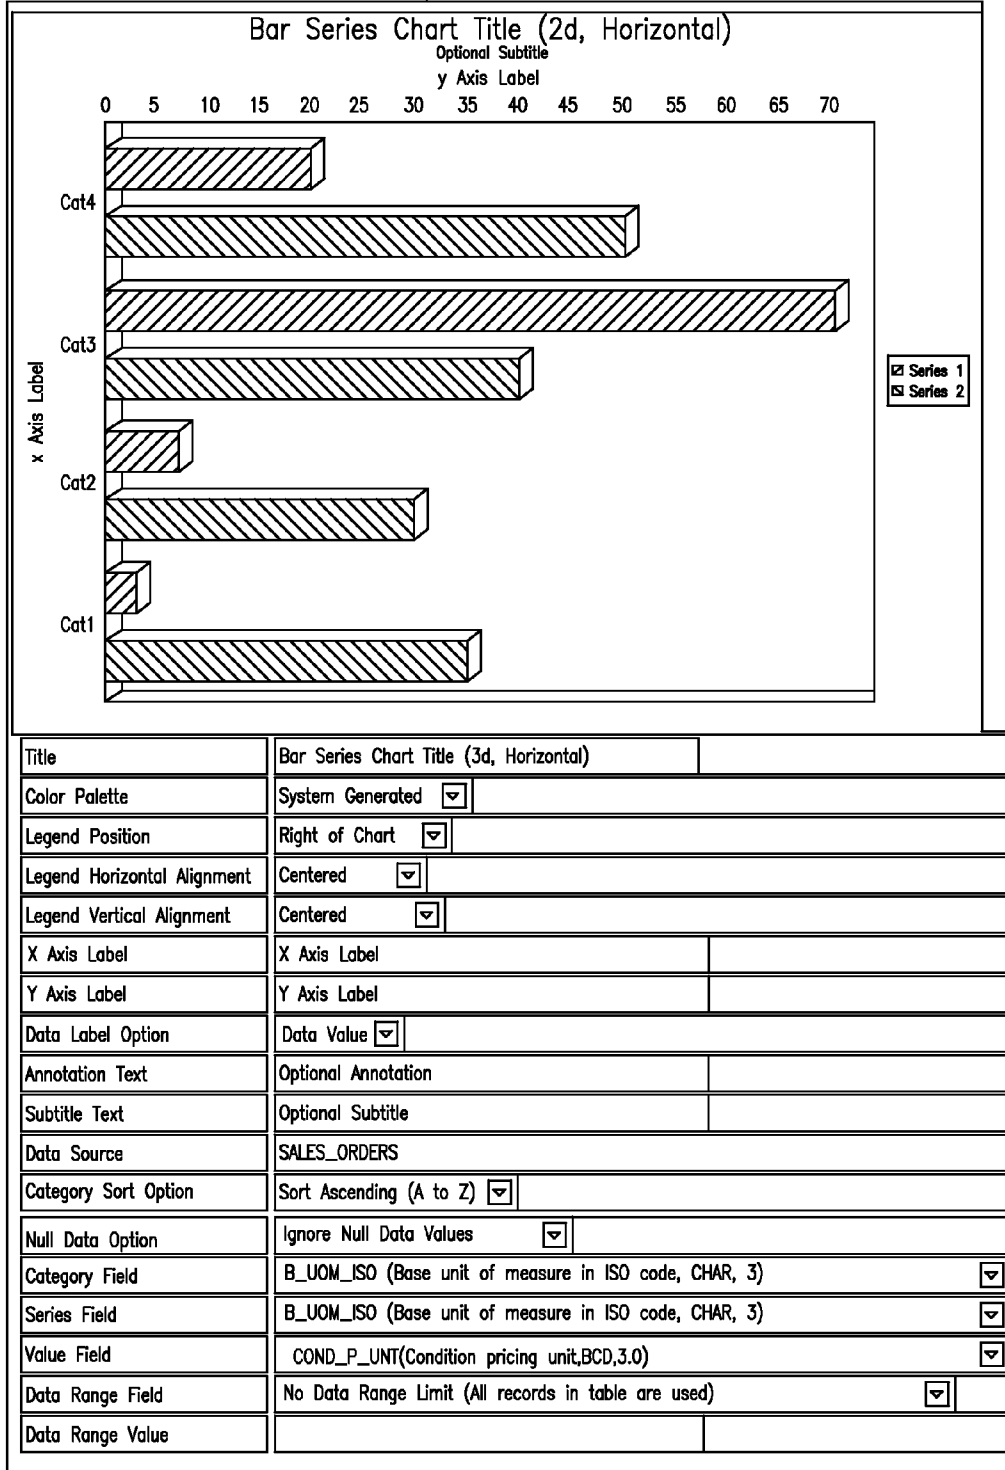 Bar Series Chart Title (2d, Horizontal)
Optional Subtitle
y Axis Label
0 5 10 15 20 25 30 35 40 45 50 55 60 65 70
Cat4
Cat3
x Axis Label
Cat2
Cat1
Series 1
Series 2
Title Bar Series Chart Title (3d, Horizontal)
Color Palette System Generated
Legend Position Right of Chart
Legend Horizontal Alignment Centered
Legend Vertical Alignment Centered
X Axis Label X Axis Label
Y Axis Label Y Axis Label
Data Label Option Data Value
Annotation Text Optional Annotation
Subtitle Text Optional Subtitle
Data Source SALES_ORDERS
Category Sort Option Sort Ascending (A to Z)
Null Data Option Ignore Null Data Values
Category Field B_UOM_ISO (Base unit of measure in ISO code, CHAR, 3)
Series Field B_UOM_ISO (Base unit of measure in ISO code, CHAR, 3)
Value Field COND_P_UNT(Condition pricing unit,BCD,3.0)
Data Range Field No Data Range Limit (All records in table are used)
Data Range Value